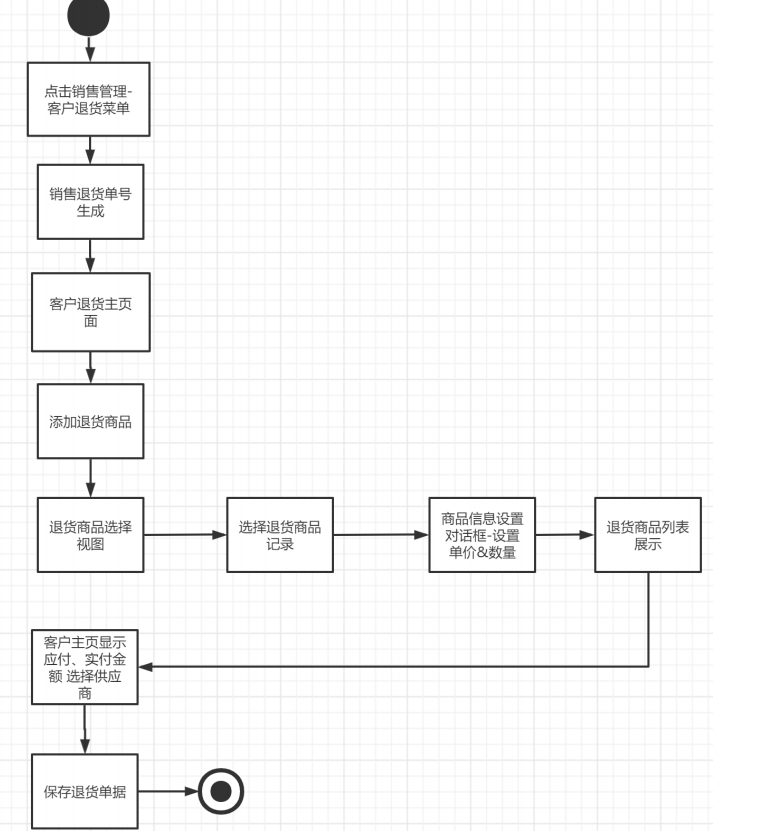 点击销售管理-
客户退货菜单
销售退货单号
生成
客户退货主页
面
添加退货商品
退货商品选择
视图
选择退货商品
记录
商品信息设置
对话框-设置
单价&数量
退货商品列表
展示
客户主页显示
应付、实付金
额 选择供应
商
保存退货单据